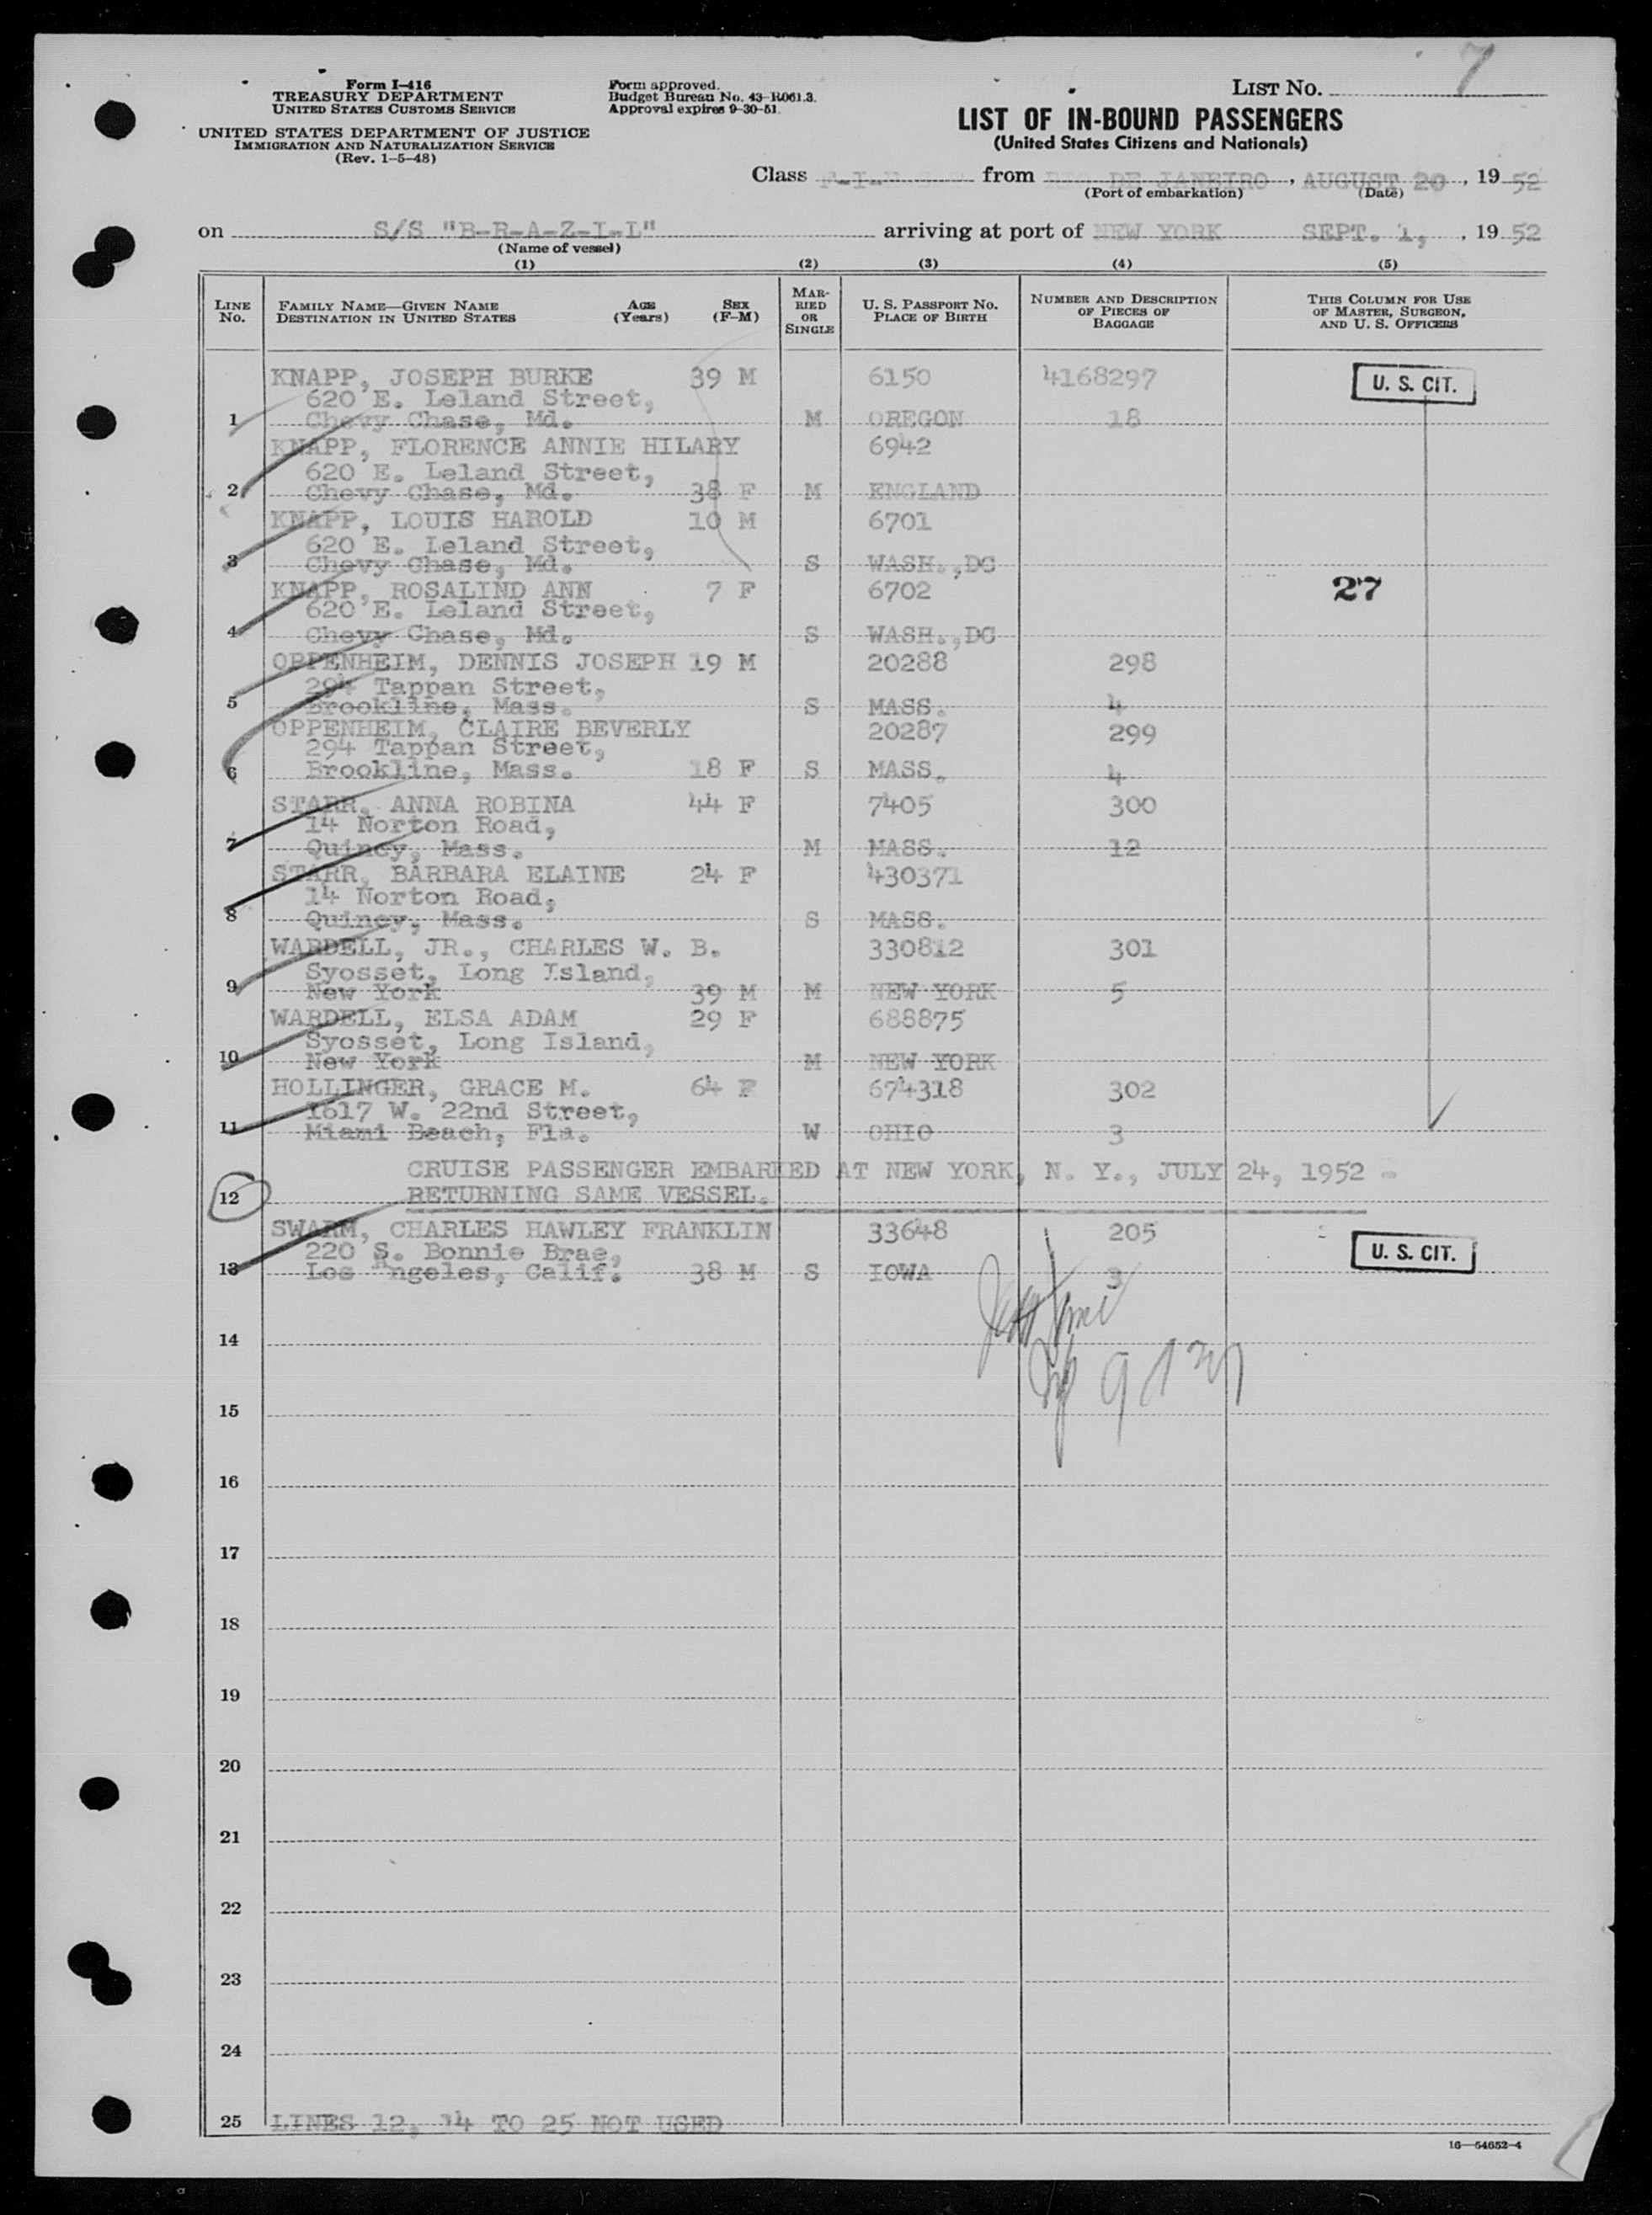 7
Form I-416
TREASURY DEPARTMENT
UNITED STATES CUSTOMS SERVICE
UNITED STATES DEPARTMENT OF JUSTICE
IMMIGRATION AND NATURALIZATION SERVICE
(Rev. 1-5-48)
Form approved.
Budget Bureau No. 43-R061.3.
Approval expires 9-30-51.
LIST NO.
LIST OF IN-BOUND PASSENGERS
(United States Citizens and Nationals)
Class from RIO DE JANEIRO, AUGUST 20, 1952
(Port of embarkation) (Date)
on S/S "B-R-A-Z-I-L" arriving at port of NEW YORK SEPT. 1, , 1952
(Name of vessel)
(1) (2) (3) (4) (5)
LINE NO. FAMILY NAME—GIVEN NAME DESTINATION IN UNITED STATES AGE (Years) SEX (F-M) MARRIED OR SINGLE U. S. PASSPORT NO. PLACE OF BIRTH NUMBER AND DESCRIPTION OF PIECES OF BAGGAGE THIS COLUMN FOR USE OF MASTER, SURGEON, AND U. S. OFFICERS
KNAPP, JOSEPH BURKE 39 M 6150 4168297 U. S. CIT.
620 E. Leland Street,
1 Chevy Chase, Md. M OREGON 18
KNAPP, FLORENCE ANNIE HILARY 6942
620 E. Leland Street,
2 Chevy Chase, Md. 38 F M ENGLAND
KNAPP, LOUIS HAROLD 10 M 6701
620 E. Leland Street,
3 Chevy Chase, Md. S WASH.,DC
KNAPP, ROSALIND ANN 7 F 6702 27
620 E. Leland Street,
4 Chevy Chase, Md. S WASH.,DC
OPPENHEIM, DENNIS JOSEPH 19 M 20288 298
294 Tappan Street,
5 Brookline, Mass. S MASS. 4
OPPENHEIM, CLAIRE BEVERLY 20287 299
294 Tappan Street,
6 Brookline, Mass. 18 F S MASS. 4
STARR, ANNA ROBINA 44 F 7405 300
14 Norton Road,
7 Quincy, Mass. M MASS. 12
STARR, BARBARA ELAINE 24 F 430371
14 Norton Road,
8 Quincy, Mass. S MASS.
WARDELL, JR., CHARLES W. B. 330812 301
Syosset, Long Island,
9 New York 39 M M NEW YORK 5
WARDELL, ELSA ADAM 29 F 688875
Syosset, Long Island,
10 New York M NEW YORK
HOLLINGER, GRACE M. 64 F 674318 302
1617 W. 22nd Street,
11 Miami Beach, Fla. W OHIO 3
CRUISE PASSENGER EMBARKED AT NEW YORK, N. Y., JULY 24, 1952 -
12 RETURNING SAME VESSEL.
SWARM, CHARLES HAWLEY FRANKLIN 33648 205 U. S. CIT.
220 S. Bonnie Brae,
13 Los Angeles, Calif. 38 M S IOWA 3
14
15
16
17
18
19
20
21
22
23
24
25 LINES 12, 14 TO 25 NOT USED
16—54652-4